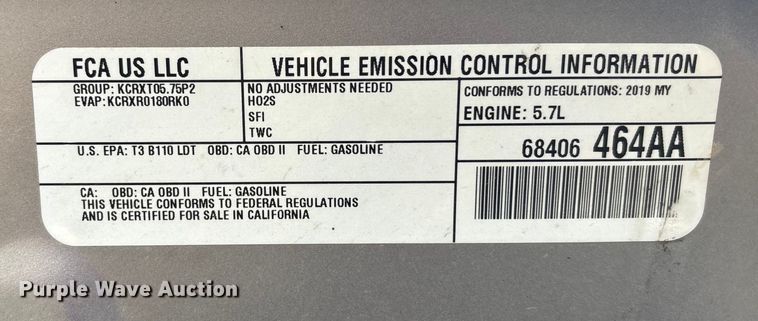 FCA US LLC
VEHICLE EMISSION CONTROL INFORMATION
GROUP: KCRXT05.75P2
EVAP: KCRXR0180RK0
NO ADJUSTMENTS NEEDED
HO2S
SFI
TWC
CONFORMS TO REGULATIONS: 2019 MY
ENGINE: 5.7L
U.S. EPA: T3 B110 LDT OBD: CA OBD II FUEL: GASOLINE
68406 464AA
CA: OBD: CA OBD II FUEL: GASOLINE
THIS VEHICLE CONFORMS TO FEDERAL REGULATIONS
AND IS CERTIFIED FOR SALE IN CALIFORNIA
Purple Wave Auction